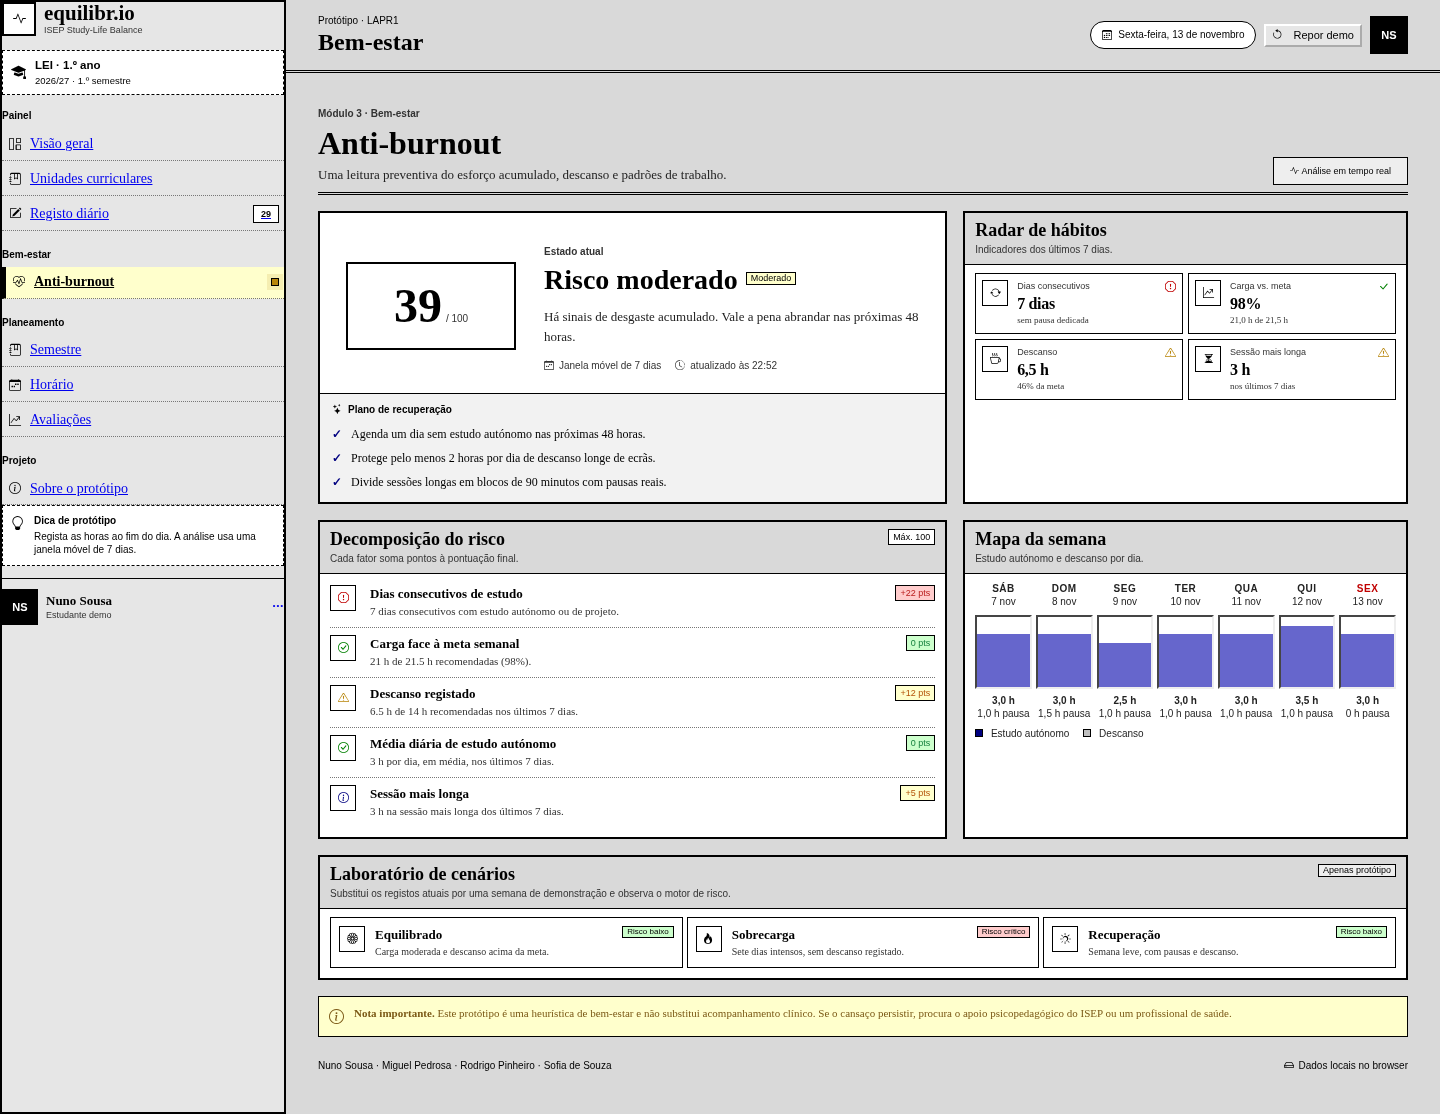 equilibr.io
ISEP Study-Life Balance
LEI · 1.º ano
2026/27 · 1.º semestre
Painel
Visão geral
Unidades curriculares
Registo diário
29
Bem-estar
Anti-burnout
Planeamento
Semestre
Horário
Avaliações
Projeto
Sobre o protótipo
Dica de protótipo
Regista as horas ao fim do dia. A análise usa uma
janela móvel de 7 dias.
NS
Nuno Sousa
Estudante demo
Protótipo · LAPR1
Bem-estar
Sexta-feira, 13 de novembro
Repor demo
NS
Módulo 3 · Bem-estar
Anti-burnout
Uma leitura preventiva do esforço acumulado, descanso e padrões de trabalho.
Análise em tempo real
39 / 100
Estado atual
Risco moderado Moderado
Há sinais de desgaste acumulado. Vale a pena abrandar nas próximas 48
horas.
Janela móvel de 7 dias atualizado às 22:52
Plano de recuperação
✓ Agenda um dia sem estudo autónomo nas próximas 48 horas.
✓ Protege pelo menos 2 horas por dia de descanso longe de ecrãs.
✓ Divide sessões longas em blocos de 90 minutos com pausas reais.
Radar de hábitos
Indicadores dos últimos 7 dias.
Dias consecutivos
7 dias
sem pausa dedicada
Carga vs. meta
98%
21,0 h de 21,5 h
Descanso
6,5 h
46% da meta
Sessão mais longa
3 h
nos últimos 7 dias
Decomposição do risco
Cada fator soma pontos à pontuação final.
Máx. 100
Dias consecutivos de estudo
7 dias consecutivos com estudo autónomo ou de projeto.
+22 pts
Carga face à meta semanal
21 h de 21.5 h recomendadas (98%).
0 pts
Descanso registado
6.5 h de 14 h recomendadas nos últimos 7 dias.
+12 pts
Média diária de estudo autónomo
3 h por dia, em média, nos últimos 7 dias.
0 pts
Sessão mais longa
3 h na sessão mais longa dos últimos 7 dias.
+5 pts
Mapa da semana
Estudo autónomo e descanso por dia.
SÁB DOM SEG TER QUA QUI SEX
7 nov 8 nov 9 nov 10 nov 11 nov 12 nov 13 nov
3,0 h 3,0 h 2,5 h 3,0 h 3,0 h 3,5 h 3,0 h
1,0 h pausa 1,5 h pausa 1,0 h pausa 1,0 h pausa 1,0 h pausa 1,0 h pausa 0 h pausa
Estudo autónomo Descanso
Laboratório de cenários
Substitui os registos atuais por uma semana de demonstração e observa o motor de risco.
Apenas protótipo
Equilibrado
Carga moderada e descanso acima da meta.
Risco baixo
Sobrecarga
Sete dias intensos, sem descanso registado.
Risco crítico
Recuperação
Semana leve, com pausas e descanso.
Risco baixo
Nota importante. Este protótipo é uma heurística de bem-estar e não substitui acompanhamento clínico. Se o cansaço persistir, procura o apoio psicopedagógico do ISEP ou um profissional de saúde.
Nuno Sousa · Miguel Pedrosa · Rodrigo Pinheiro · Sofia de Souza
Dados locais no browser